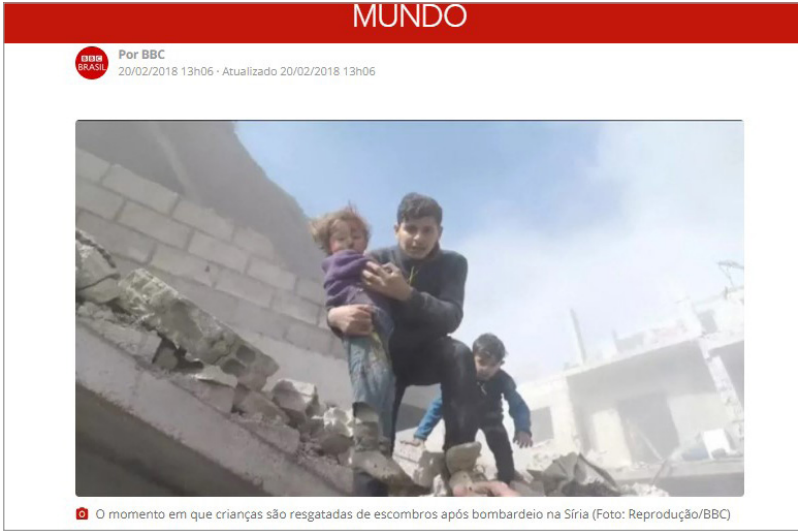 MUNDO
BBC
BRASIL
Por BBC
20/02/2018 13h06 · Atualizado 20/02/2018 13h06
O momento em que crianças são resgatadas de escombros após bombardeio na Síria (Foto: Reprodução/BBC)